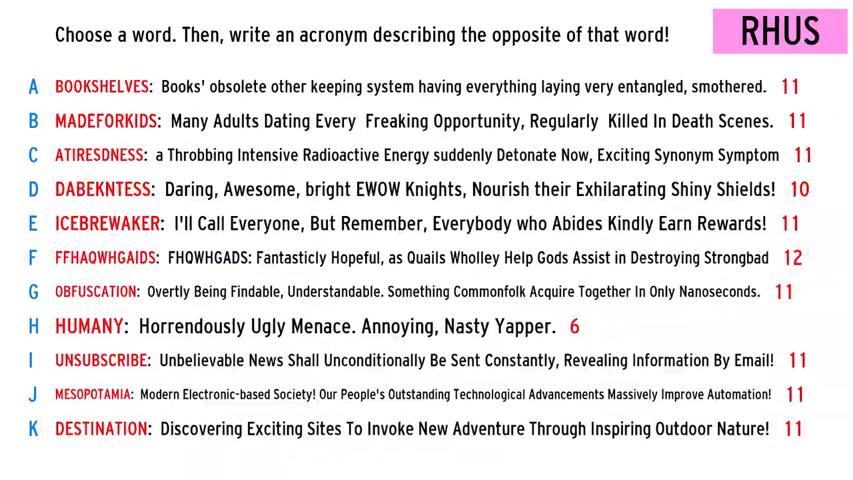 Choose a word. Then, write an acronym describing the opposite of that word!
RHUS
A BOOKSHELVES: Books' obsolete other keeping system having everything laying very entangled, smothered. 11
B MADEFORKIDS: Many Adults Dating Every Freaking Opportunity, Regularly Killed In Death Scenes. 11
C ATIREDNESS: a Throbbing Intensive Radioactive Energy suddenly Detonate Now, Exciting Synonym Symptom 11
D DABEKNTESS: Daring, Awesome, bright EWOW Knights, Nourish their Exhilarating Shiny Shields! 10
E ICEBREWAKER: I'll Call Everyone, But Remember, Everybody who Abides Kindly Earn Rewards! 11
F FFHAQWHGAIDS: FHQWHGADS: Fantasticly Hopeful, as Quails Wholley Help Gods Assist in Destroying Strongbad 12
G OBFUSCATION: Overtly Being Findable, Understandable. Something Commonfolk Acquire Together In Only Nanoseconds. 11
H HUMANY: Horrendously Ugly Menace. Annoying, Nasty Yapper. 6
I UNSUBSCRIBE: Unbelievable News Shall Unconditionally Be Sent Constantly, Revealing Information By Email! 11
J MESOPOTAMIA: Modern Electronic-based Society! Our People's Outstanding Technological Advancements Massively Improve Automation! 11
K DESTINATION: Discovering Exciting Sites To Invoke New Adventure Through Inspiring Outdoor Nature! 11